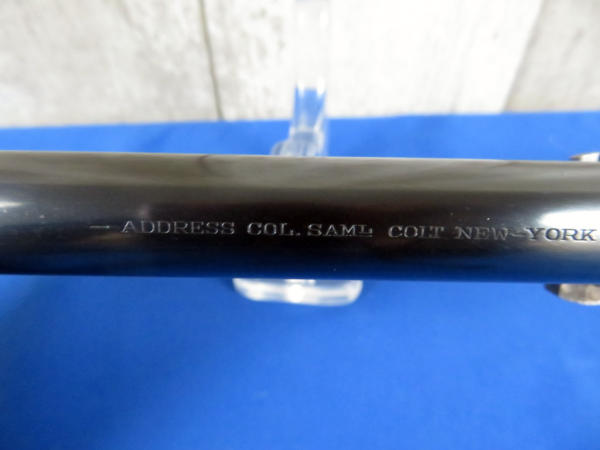 — ADDRESS COL. SAML COLT NEW-YORK